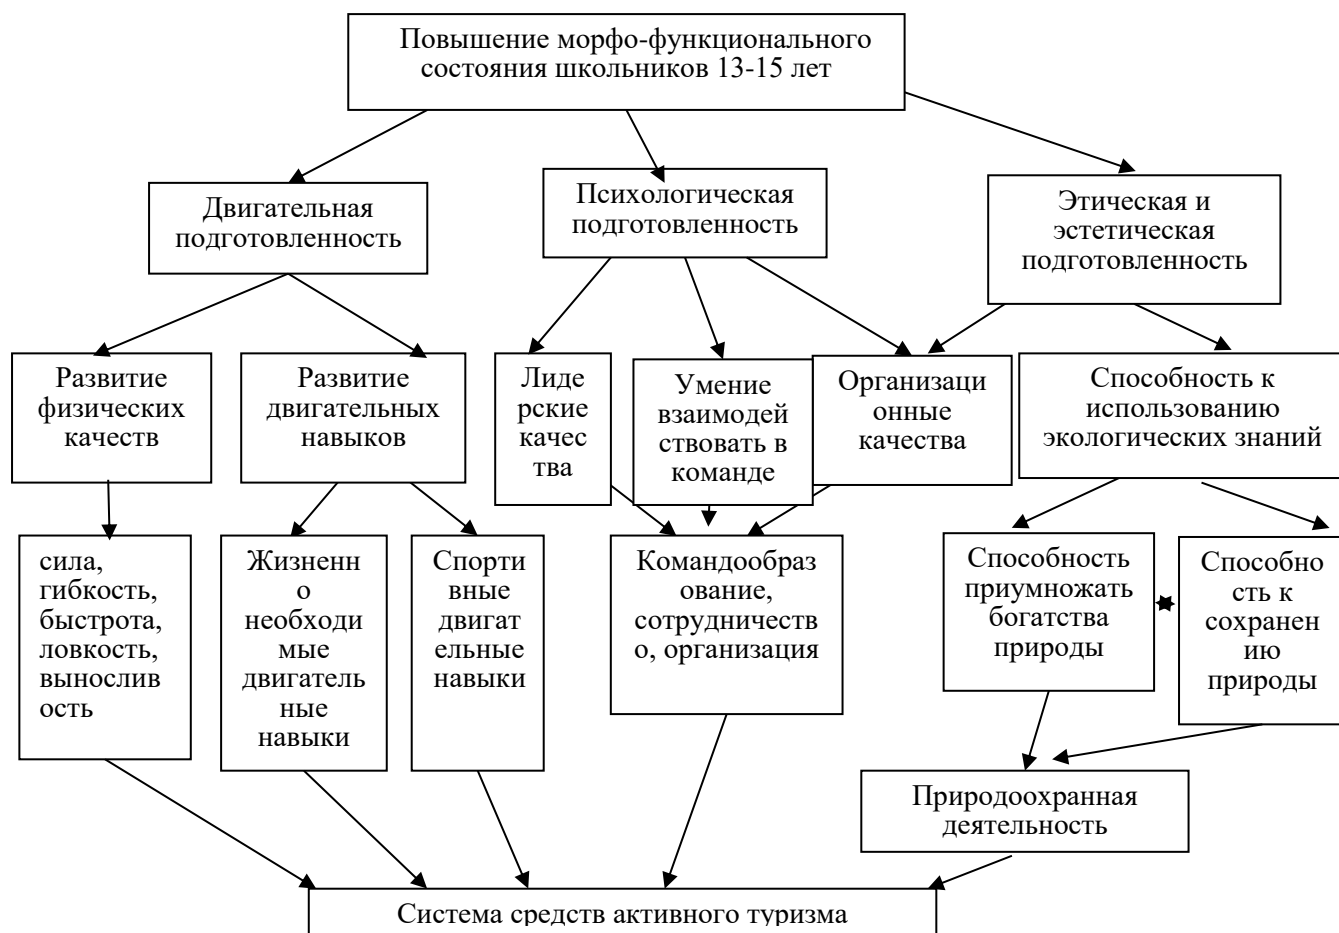 Повышение морфо-функционального
состояния школьников 13-15 лет
Двигательная
подготовленность
Психологическая
подготовленность
Этическая и
эстетическая
подготовленность
Развитие
физических
качеств
Развитие
двигательных
навыков
Лиде
рские
качес
тва
Умение
взаимодей
ствовать в
команде
Организаци
онные
качества
Способность к
использованию
экологических знаний
сила,
гибкость,
быстрота,
ловкость,
вынослив
ость
Жизненн
о
необходи
мые
двигатель
ные
навыки
Спорти
вные
двигат
ельные
навыки
Командообраз
ование,
сотрудничеств
о, организация
Способность
приумножать
богатства
природы
Способно
сть к
сохранен
ию
природы
Природоохранная
деятельность
Система средств активного туризма